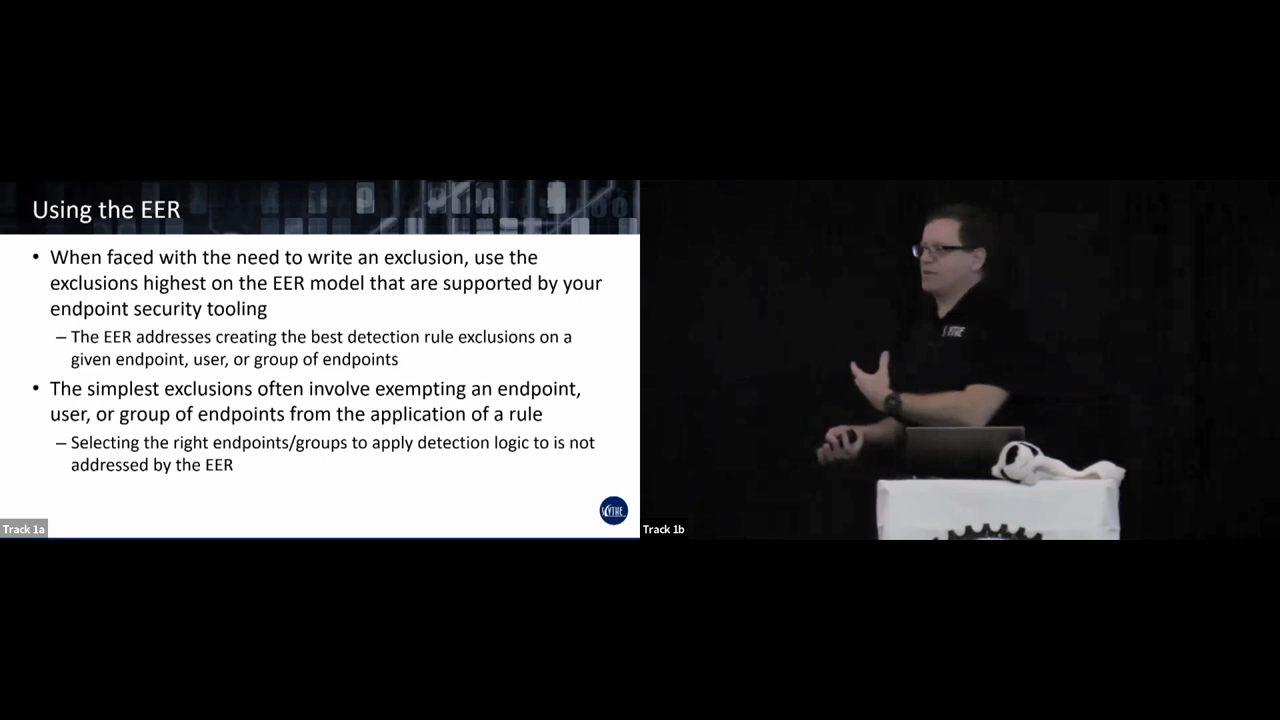 Using the EER
• When faced with the need to write an exclusion, use the
exclusions highest on the EER model that are supported by your
endpoint security tooling
– The EER addresses creating the best detection rule exclusions on a
given endpoint, user, or group of endpoints
• The simplest exclusions often involve exempting an endpoint,
user, or group of endpoints from the application of a rule
– Selecting the right endpoints/groups to apply detection logic to is not
addressed by the EER
SCYTHE
Track 1a
Track 1b